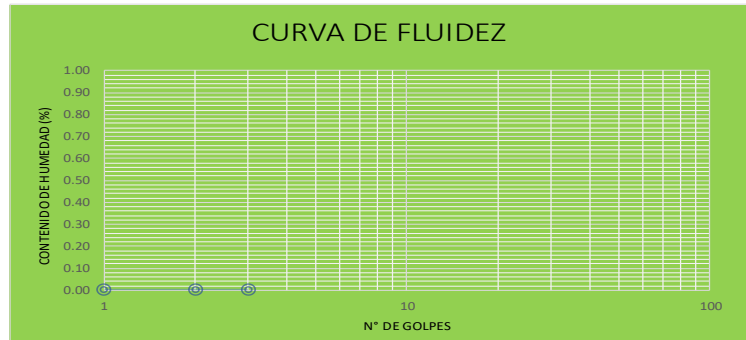 CURVA DE FLUIDEZ
CONTENIDO DE HUMEDAD (%)
1.00
0.90
0.80
0.70
0.60
0.50
0.40
0.30
0.20
0.10
0.00
1 10 100
N° DE GOLPES